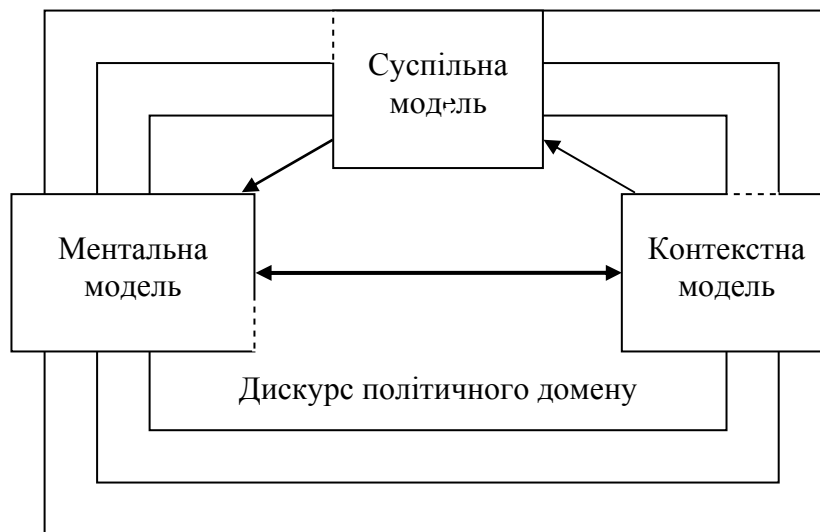 Суспільна
модель
Ментальна
модель
Контекстна
модель
Дискурс політичного домену